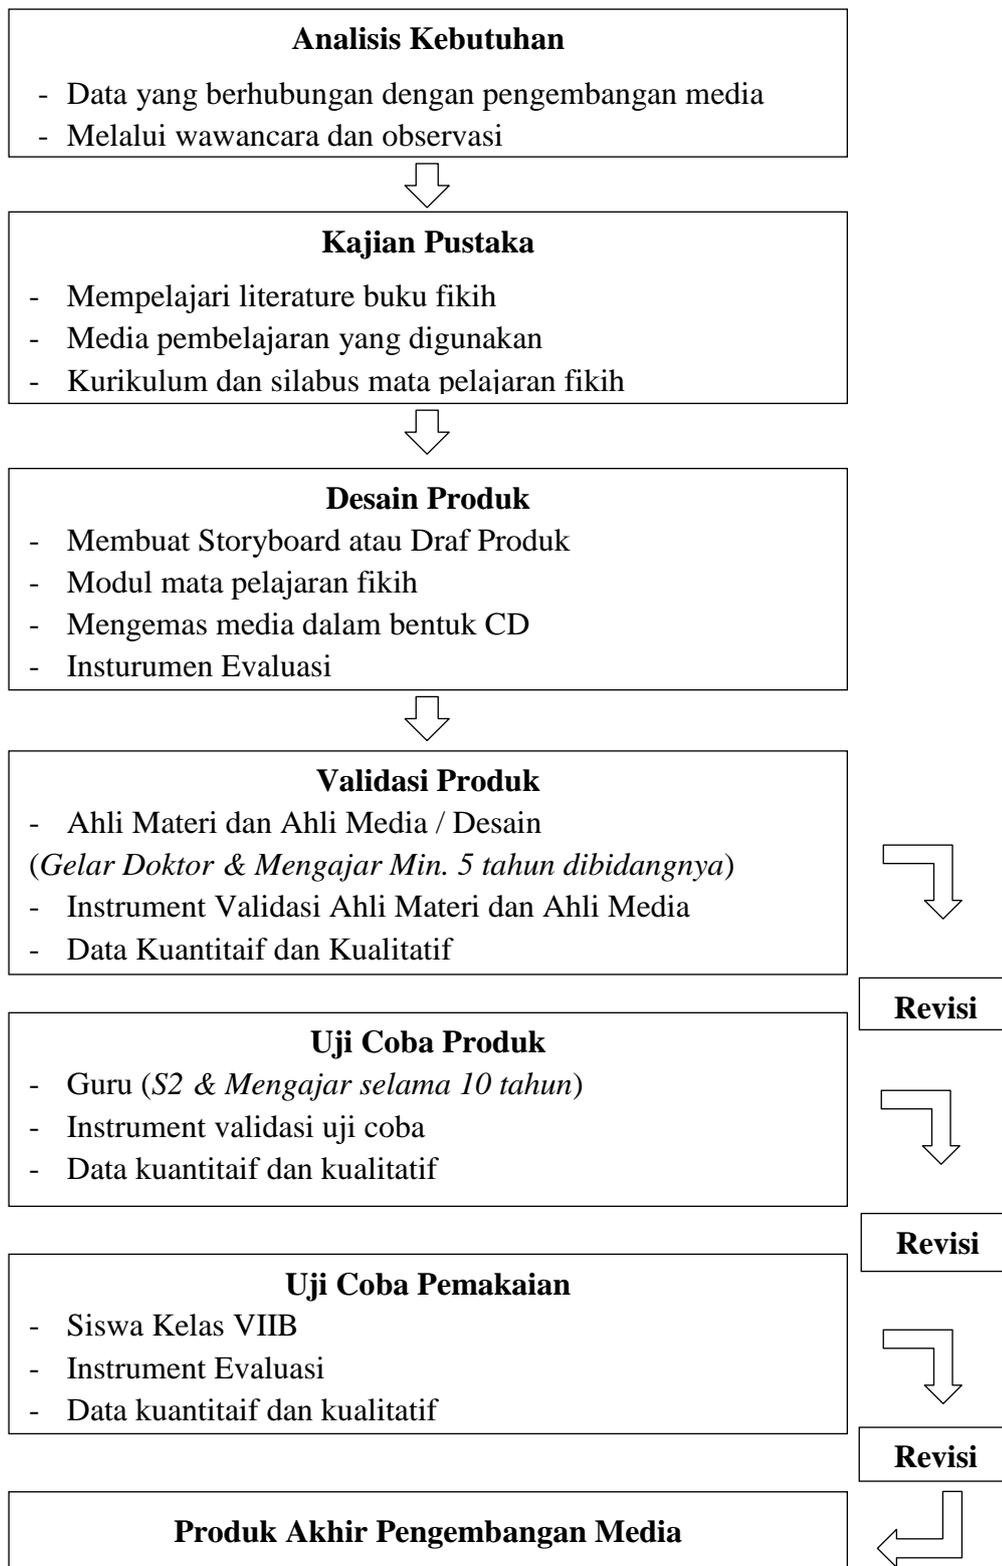 Analisis Kebutuhan
- Data yang berhubungan dengan pengembangan media
- Melalui wawancara dan observasi
Kajian Pustaka
- Mempelajari literature buku fikih
- Media pembelajaran yang digunakan
- Kurikulum dan silabus mata pelajaran fikih
Desain Produk
- Membuat Storyboard atau Draf Produk
- Modul mata pelajaran fikih
- Mengemas media dalam bentuk CD
- Insturumen Evaluasi
Validasi Produk
- Ahli Materi dan Ahli Media / Desain
(Gelar Doktor & Mengajar Min. 5 tahun dibidangnya)
- Instrument Validasi Ahli Materi dan Ahli Media
- Data Kuantitaif dan Kualitatif
Revisi
Uji Coba Produk
- Guru (S2 & Mengajar selama 10 tahun)
- Instrument validasi uji coba
- Data kuantitaif dan kualitatif
Revisi
Uji Coba Pemakaian
- Siswa Kelas VIIB
- Instrument Evaluasi
- Data kuantitaif dan kualitatif
Revisi
Produk Akhir Pengembangan Media